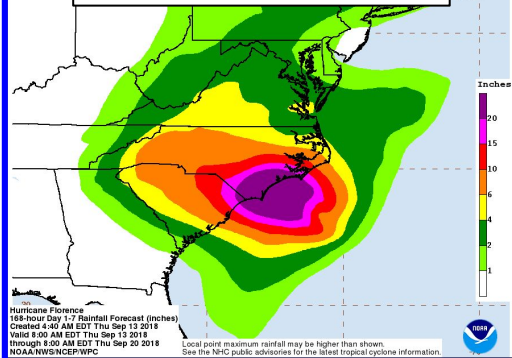 Inches
20
15
10
6
4
2
1
30
Hurricane Florence
168-hour Day 1-7 Rainfall Forecast (inches)
Created 4:40 AM EDT Thu Sep 13 2018
Valid 8:00 AM EDT Thu Sep 13 2018
through 8:00 AM EDT Thu Sep 20 2018
NOAA/NWS/NCEP/WPC
Local point maximum rainfall may be higher than shown.
See the NHC public advisories for the latest tropical cyclone information.
NOAA